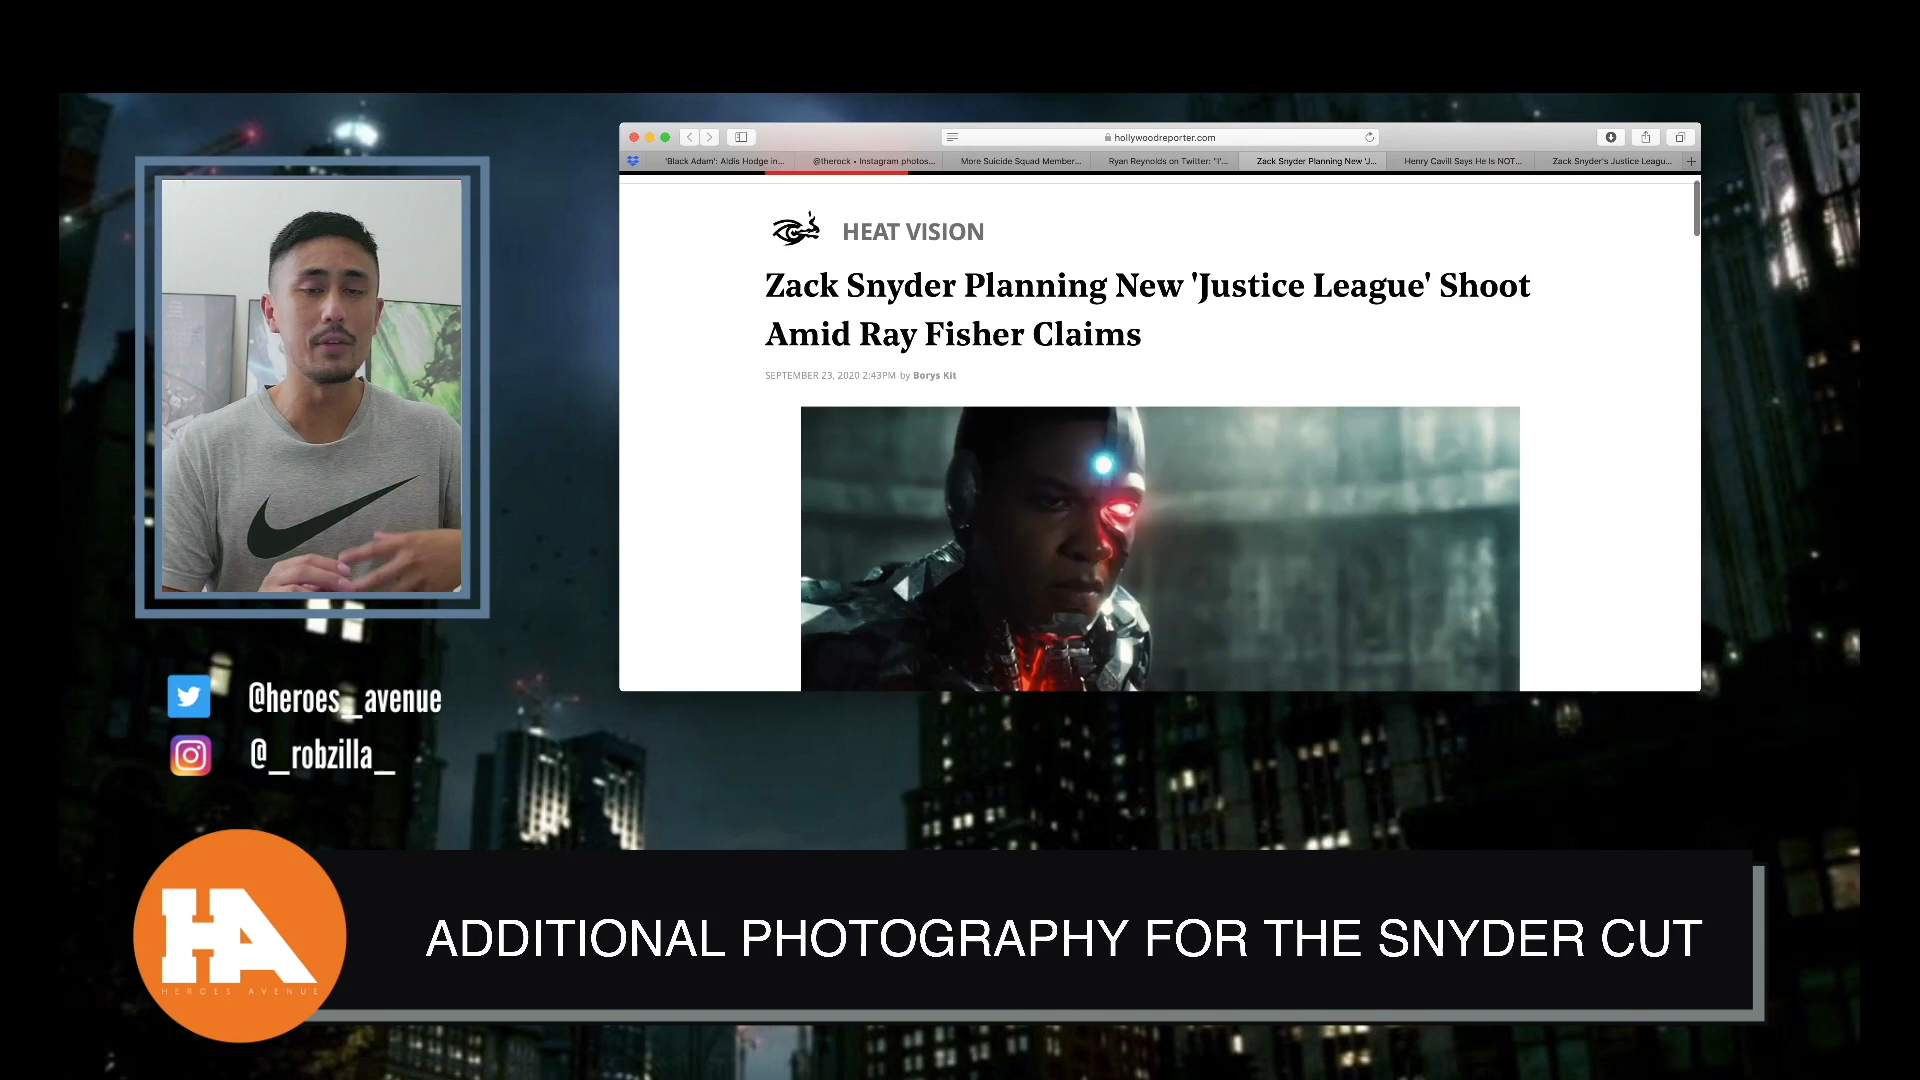 hollywoodreporter.com
'Black Adam': Aldis Hodge in...
@therock • Instagram photos...
More Suicide Squad Member...
Ryan Reynolds on Twitter: "I'...
Zack Snyder Planning New 'J...
Henry Cavill Says He Is NOT...
Zack Snyder's Justice Leagu...
HEAT VISION
Zack Snyder Planning New 'Justice League' Shoot
Amid Ray Fisher Claims
SEPTEMBER 23, 2020 2:43PM by Borys Kit
@heroes_avenue
@_robzilla_
HA
HEROES AVENUE
ADDITIONAL PHOTOGRAPHY FOR THE SNYDER CUT